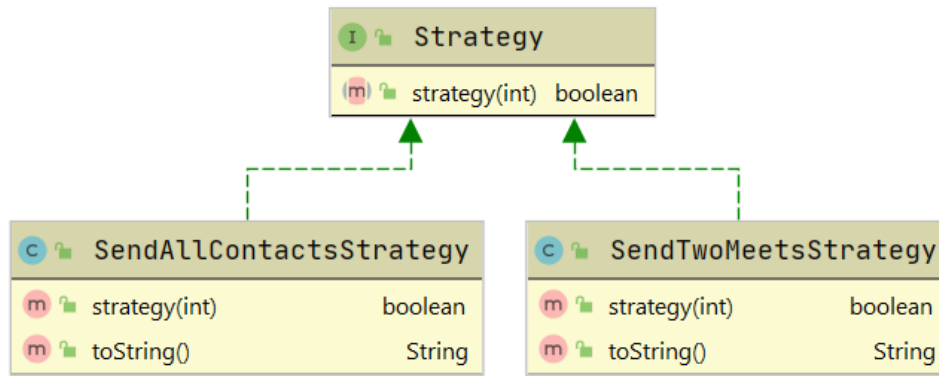 I Strategy
m strategy(int) boolean
C SendAllContactsStrategy
m strategy(int) boolean
m toString() String
C SendTwoMeetsStrategy
m strategy(int) boolean
m toString() String